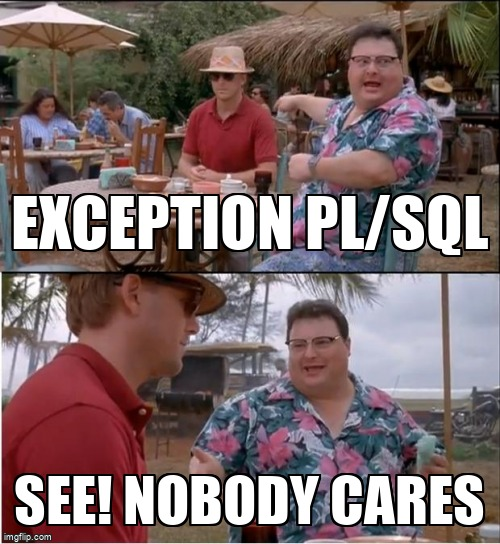 EXCEPTION PL/SQL
SEE! NOBODY CARES
imgflip.com